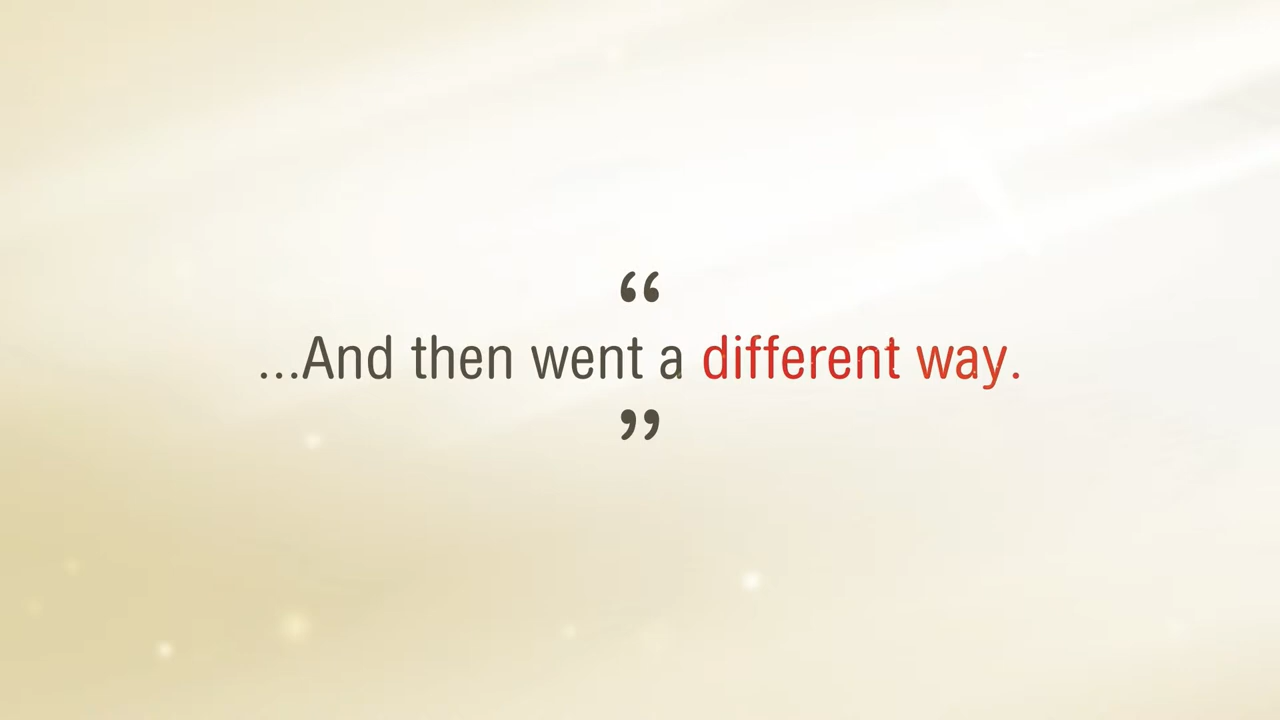 “
...And then went a different way.
”